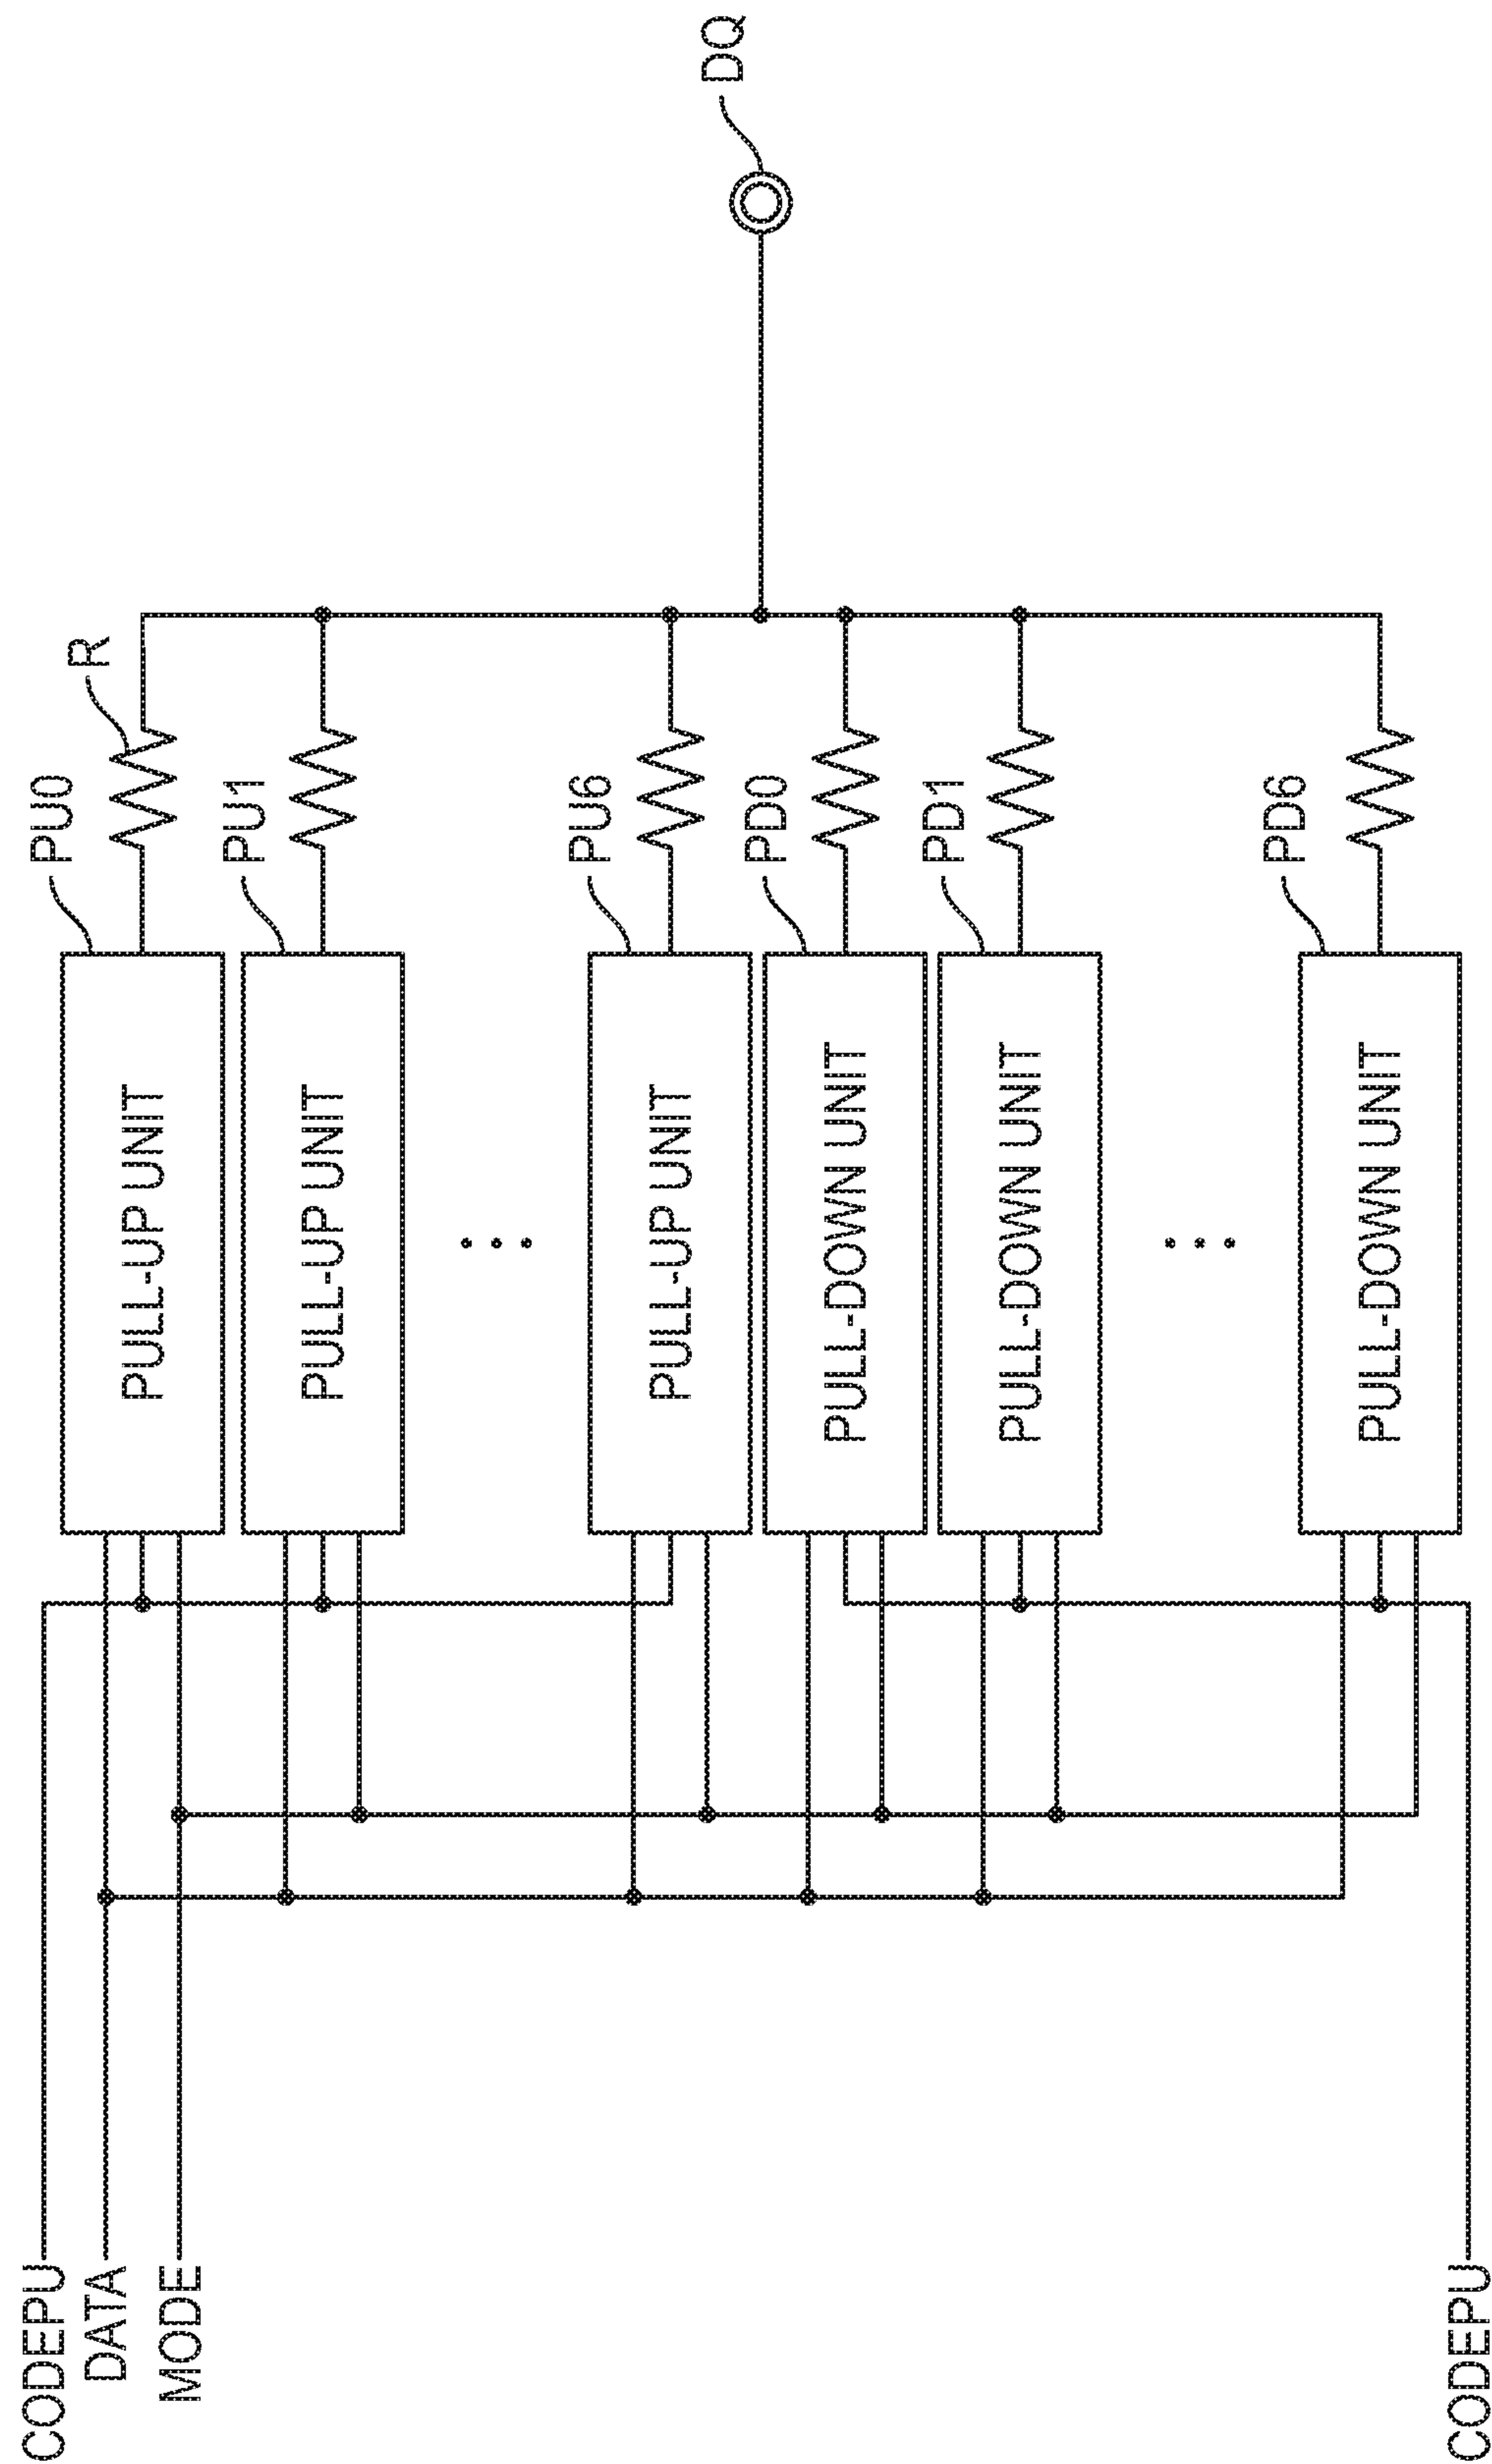 CODEPU
DATA
MODE
PULL-UP UNIT
PU0
R
PULL-UP UNIT
PU1
PULL-UP UNIT
PU6
PULL-DOWN UNIT
PD0
PULL-DOWN UNIT
PD1
PULL-DOWN UNIT
PD6
CODEPU
DQ